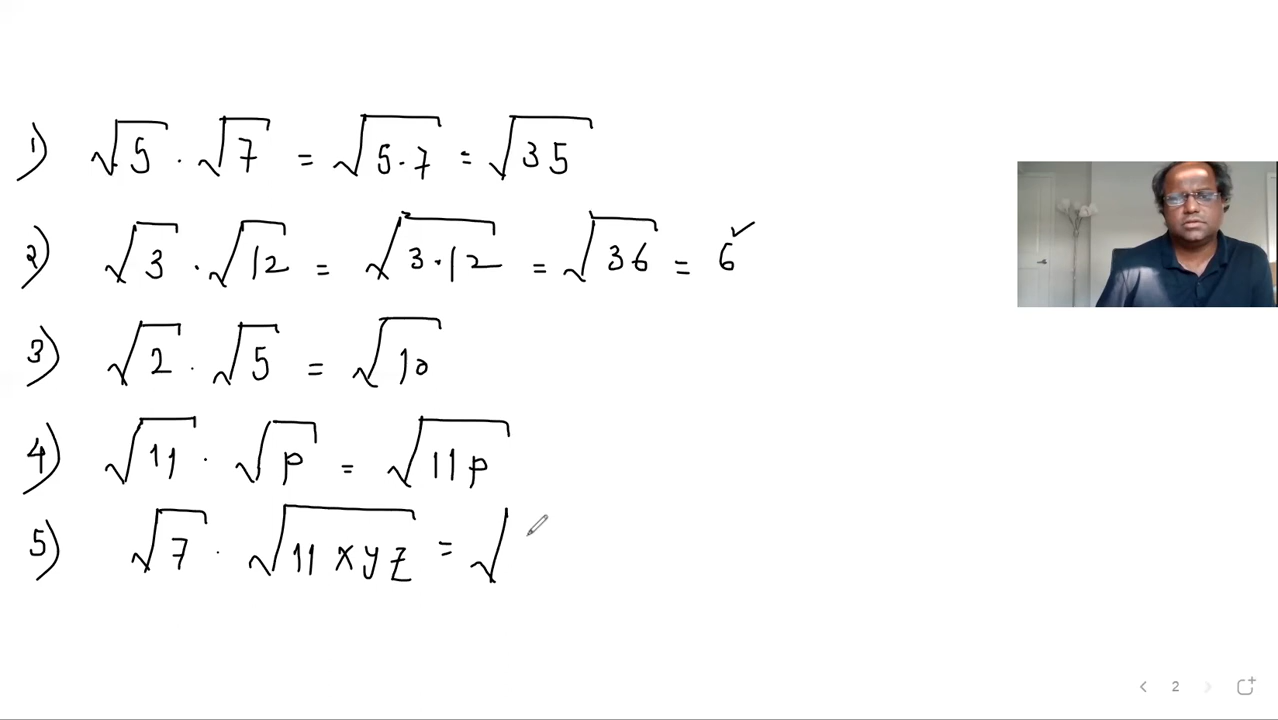 1) √5 · √7 = √5·7 = √35
2) √3 · √12 = √3·12 = √36 = 6 ✓
3) √2 · √5 = √10
4) √11 · √p = √11p
5) √7 · √11xyz = √
2